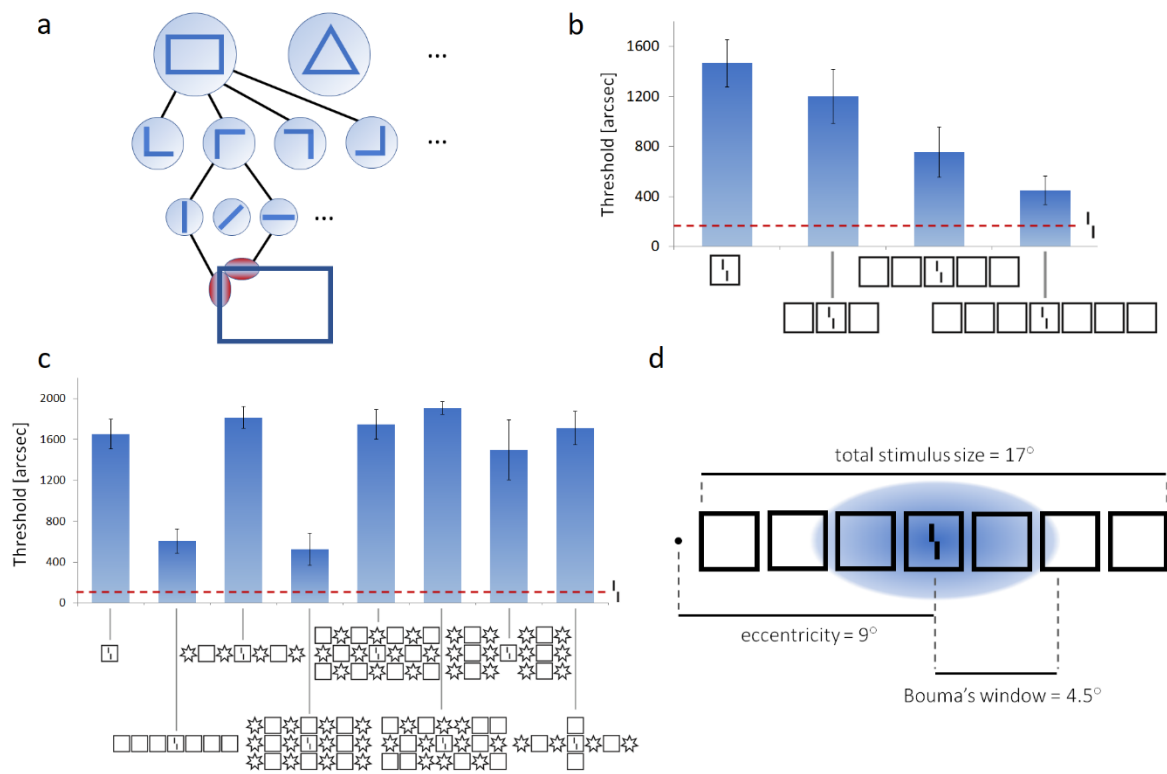 a
...
...
...
b
Threshold [arcsec]
1600
1200
800
400
0
c
Threshold [arcsec]
2000
1600
1200
800
400
0
d
total stimulus size = 17°
eccentricity = 9°
Bouma's window = 4.5°